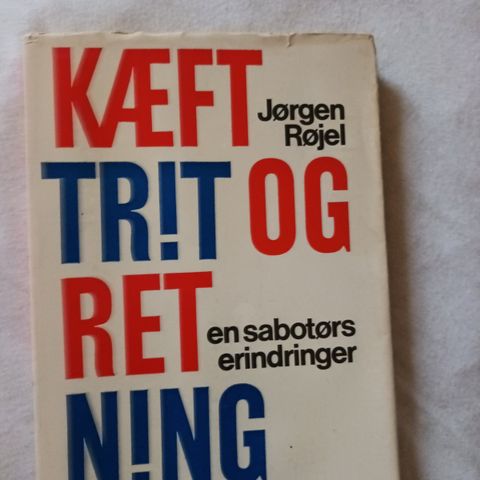 KÆFT
Jørgen
Røjel
TR!T OG
RET
en sabotørs
erindringer
N!NG